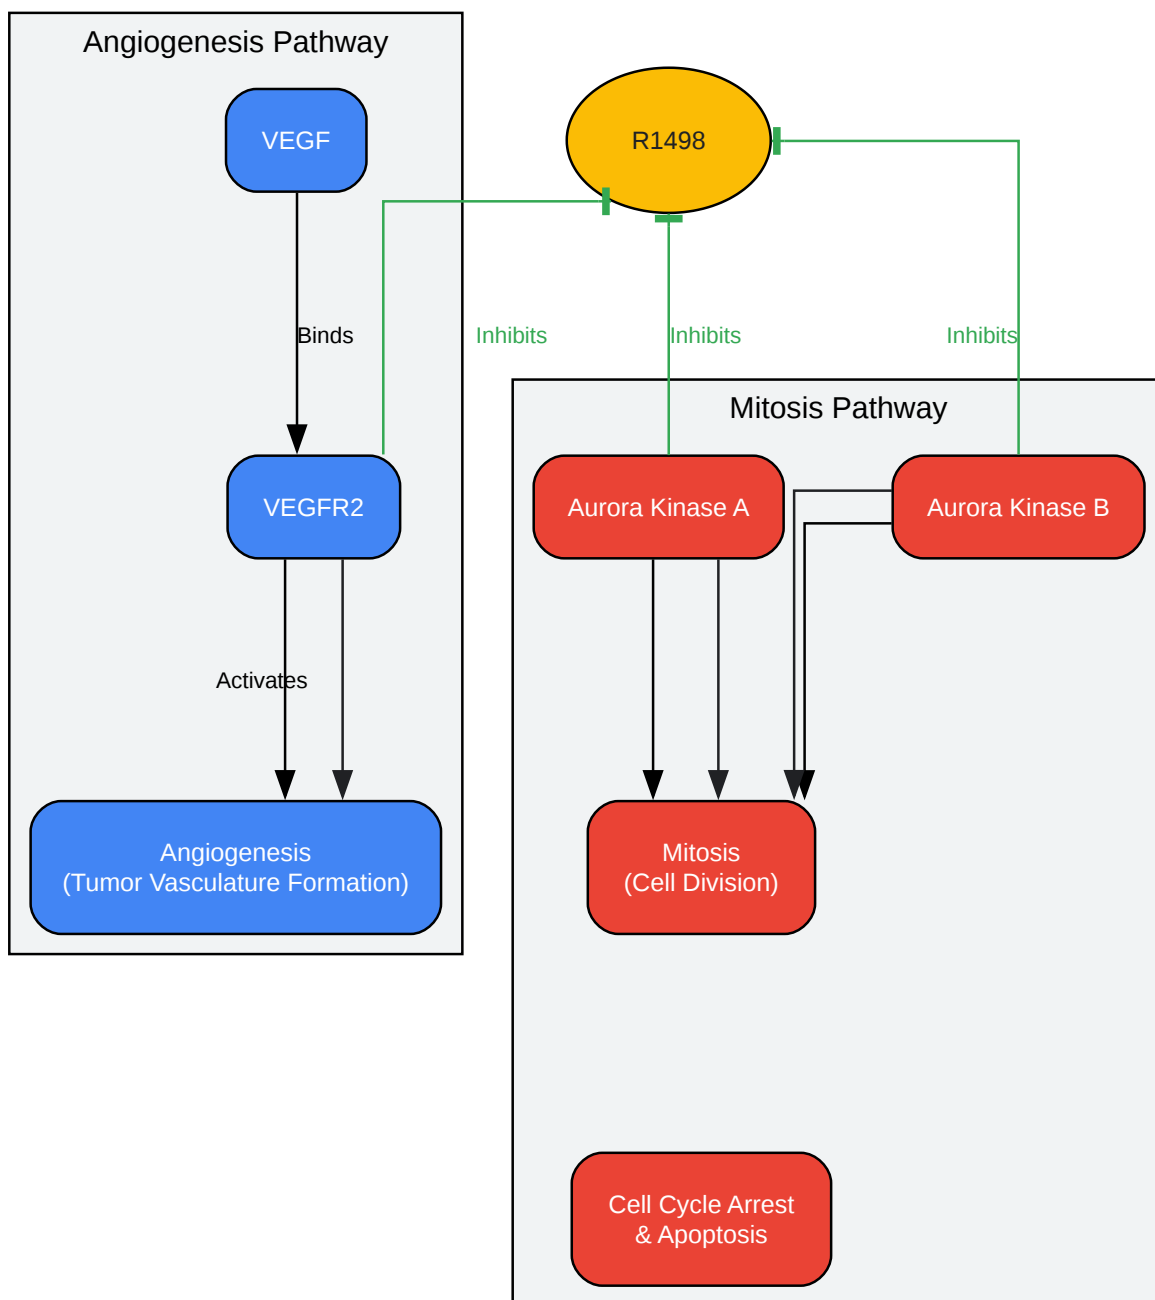 Angiogenesis Pathway
VEGF
R1498
Binds
Inhibits
Inhibits
Inhibits
Mitosis Pathway
VEGFR2
Aurora Kinase A
Aurora Kinase B
Activates
Angiogenesis
(Tumor Vasculature Formation)
Mitosis
(Cell Division)
Cell Cycle Arrest
& Apoptosis